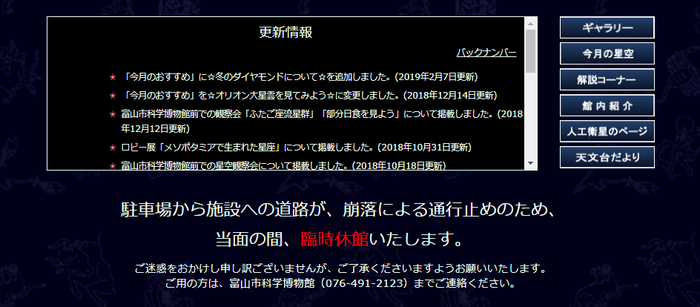 更新情報
バックナンバー
「今月のおすすめ」に☆冬のダイヤモンドについて☆を追加しました。(2019年2月7日更新)
「今月のおすすめ」を☆オリオン大星雲を見てみよう☆に変更しました。(2018年12月14日更新)
富山市科学博物館前での観察会「ふたご座流星群」「部分日食を見よう」について掲載しました。(2018年12月12日更新)
ロビー展「メソポタミアで生まれた星座」について掲載しました。(2018年10月31日更新)
富山市科学博物館前での星空観察会について掲載しました。(2018年10月18日更新)
ギャラリー
今月の星空
解説コーナー
館内紹介
人工衛星のページ
天文台だより
駐車場から施設への道路が、崩落による通行止めのため、
当面の間、臨時休館いたします。
ご迷惑をおかけし申し訳ございませんが、ご了承くださいますようお願いいたします。
ご用の方は、富山市科学博物館（076-491-2123）までご連絡ください。